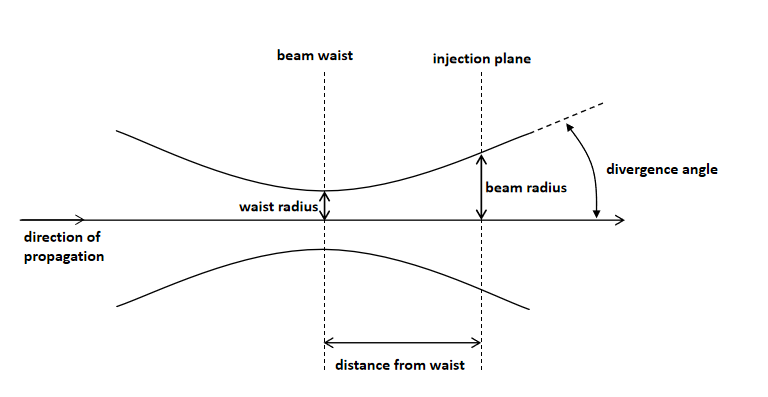 beam waist
injection plane
divergence angle
beam radius
waist radius
direction of
propagation
distance from waist